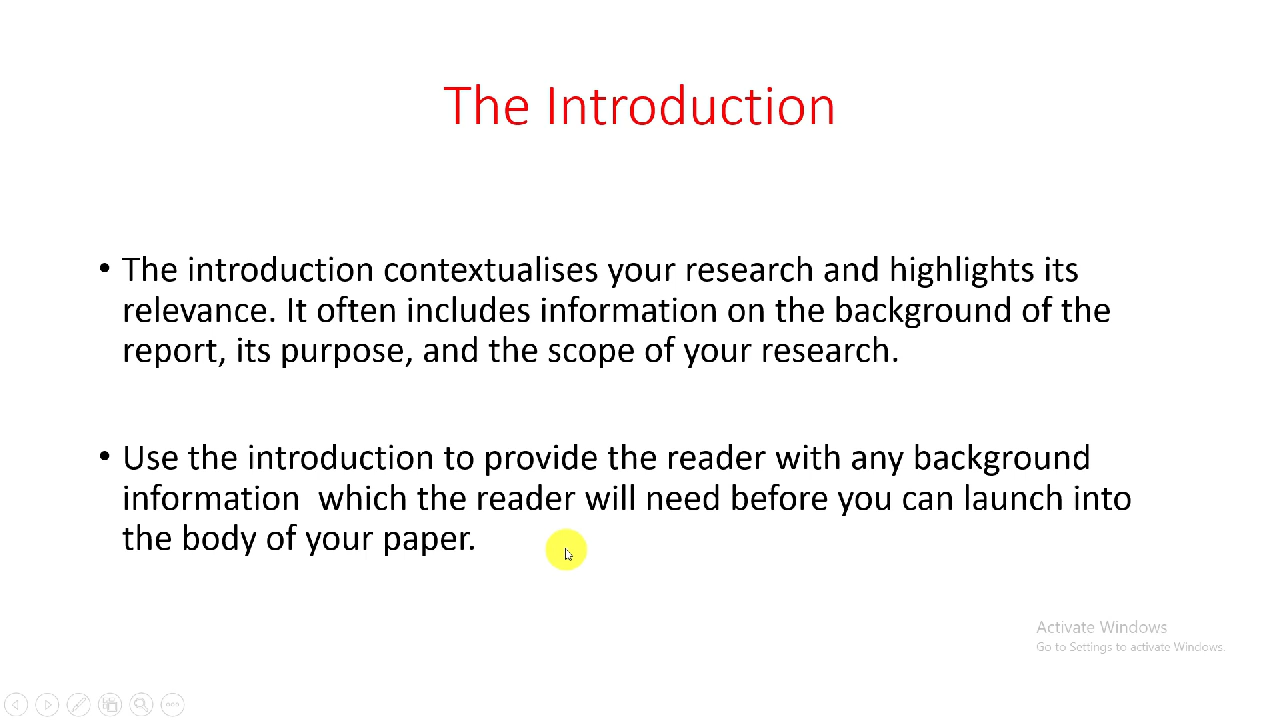 The Introduction
• The introduction contextualises your research and highlights its
relevance. It often includes information on the background of the
report, its purpose, and the scope of your research.
• Use the introduction to provide the reader with any background
information  which the reader will need before you can launch into
the body of your paper.
Activate Windows
Go to Settings to activate Windows.